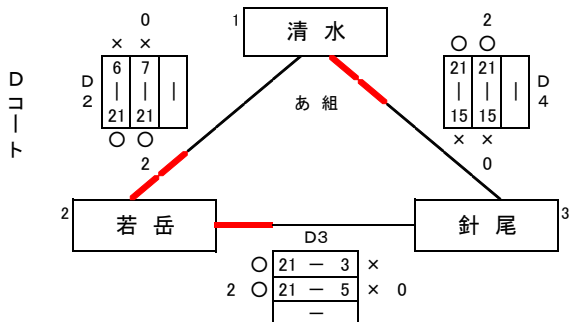 Dコート
1 清水
あ組
0
× ×
D2
6 7
| | |
21 21
○ ○
2
2
○ ○
D4
21 21
| | |
15 15
× ×
0
2 若岳
針尾 3
D3
○ 21 － 3 ×
2 ○ 21 － 5 × 0
－